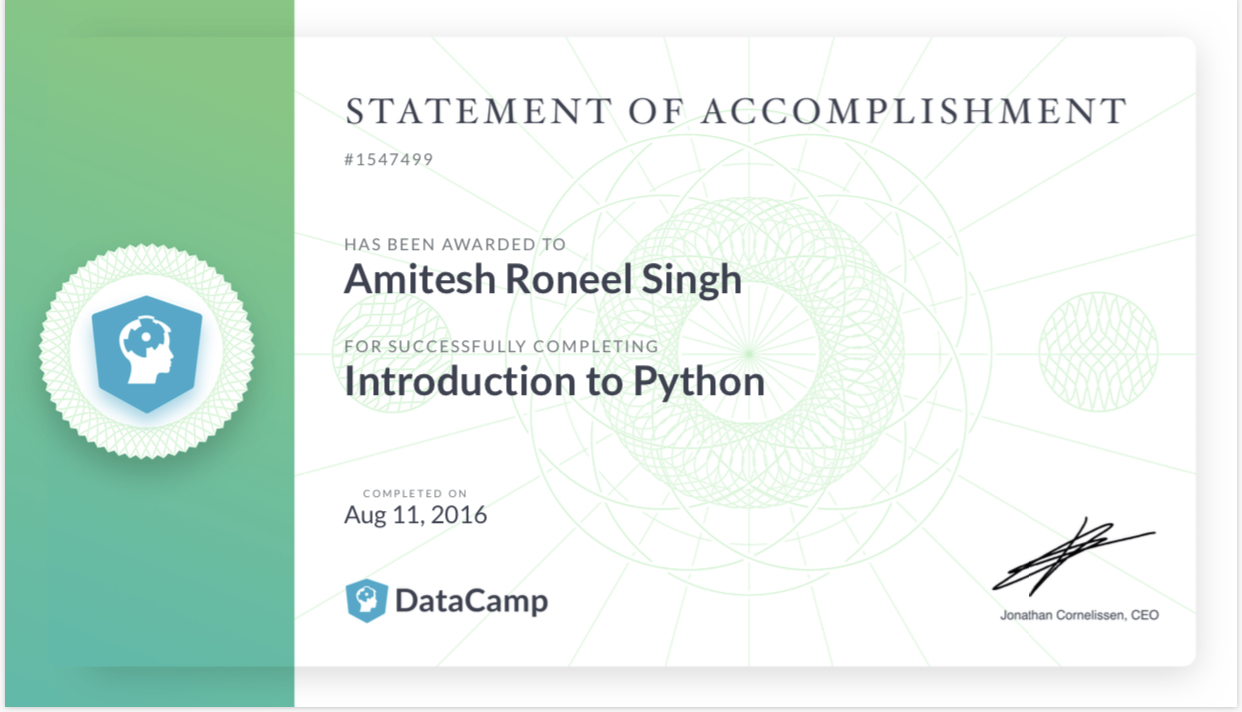 STATEMENT OF ACCOMPLISHMENT
#1547499
HAS BEEN AWARDED TO
Amitesh Roneel Singh
FOR SUCCESSFULLY COMPLETING
Introduction to Python
COMPLETED ON
Aug 11, 2016
DataCamp
Jonathan Cornelissen, CEO